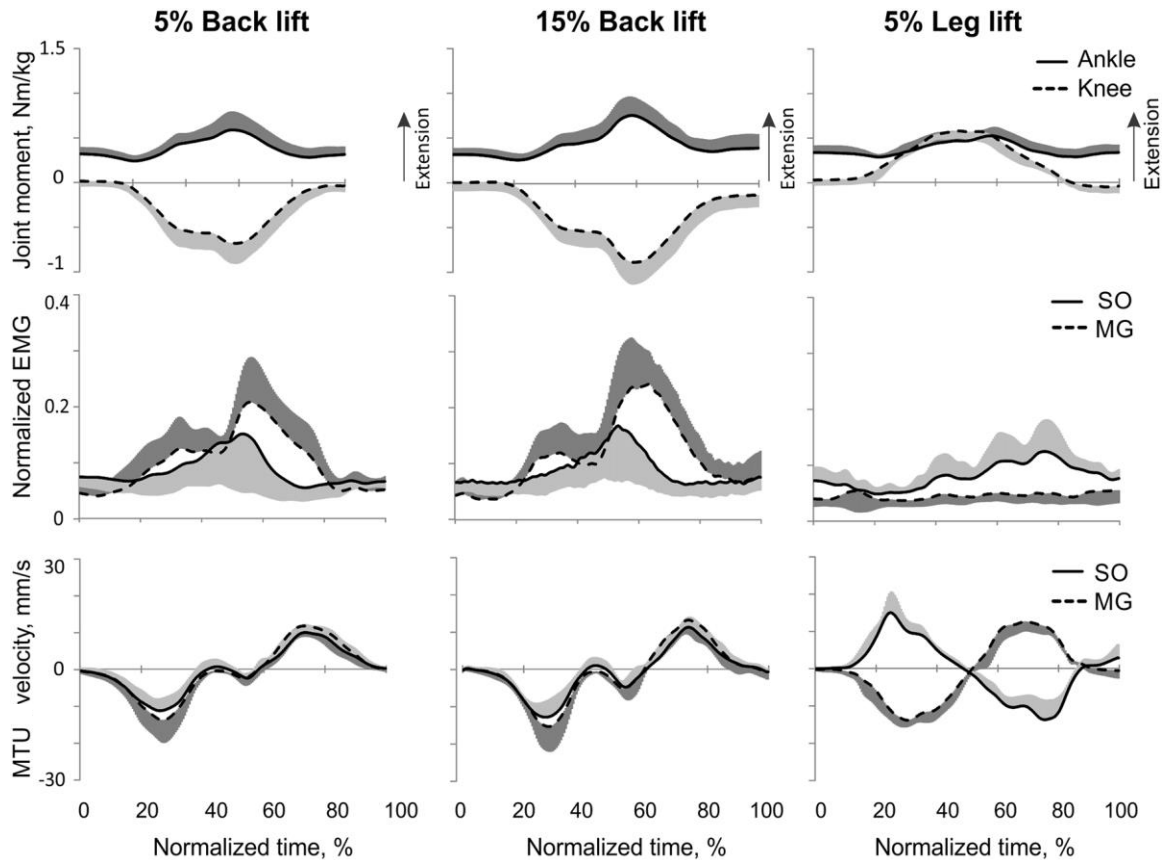 5% Back lift 15% Back lift 5% Leg lift
Joint moment, Nm/kg
1.5
0
-1
Extension
Extension
Ankle
Knee
Extension
Normalized EMG
0.4
0.2
0
SO
MG
MTU velocity, mm/s
30
0
-30
SO
MG
0 20 40 60 80 100
0 20 40 60 80 100
0 20 40 60 80 100
Normalized time, % Normalized time, % Normalized time, %